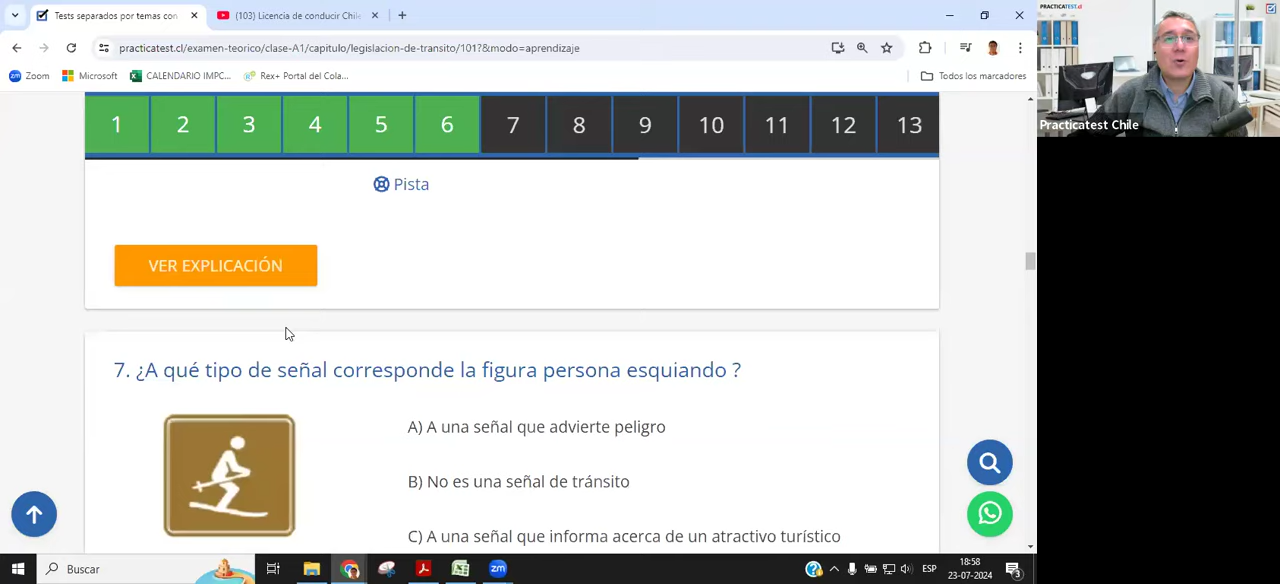 Tests separados por temas con
(103) Licencia de conducir
practicatest.cl/examen-teorico/clase-A1/capitulo/legislacion-de-transito/101?&modo=aprendizaje
Zoom
Microsoft
CALENDARIO IMPC...
Rex+ Portal del Cola...
Todos los marcadores
PRACTICATEST.cl
Practicatest Chile
1 2 3 4 5 6 7 8 9 10 11 12 13
Pista
VER EXPLICACIÓN
7. ¿A qué tipo de señal corresponde la figura persona esquiando ?
A) A una señal que advierte peligro
B) No es una señal de tránsito
C) A una señal que informa acerca de un atractivo turístico
Buscar
zm
ESP
18:58
23-07-2024
3